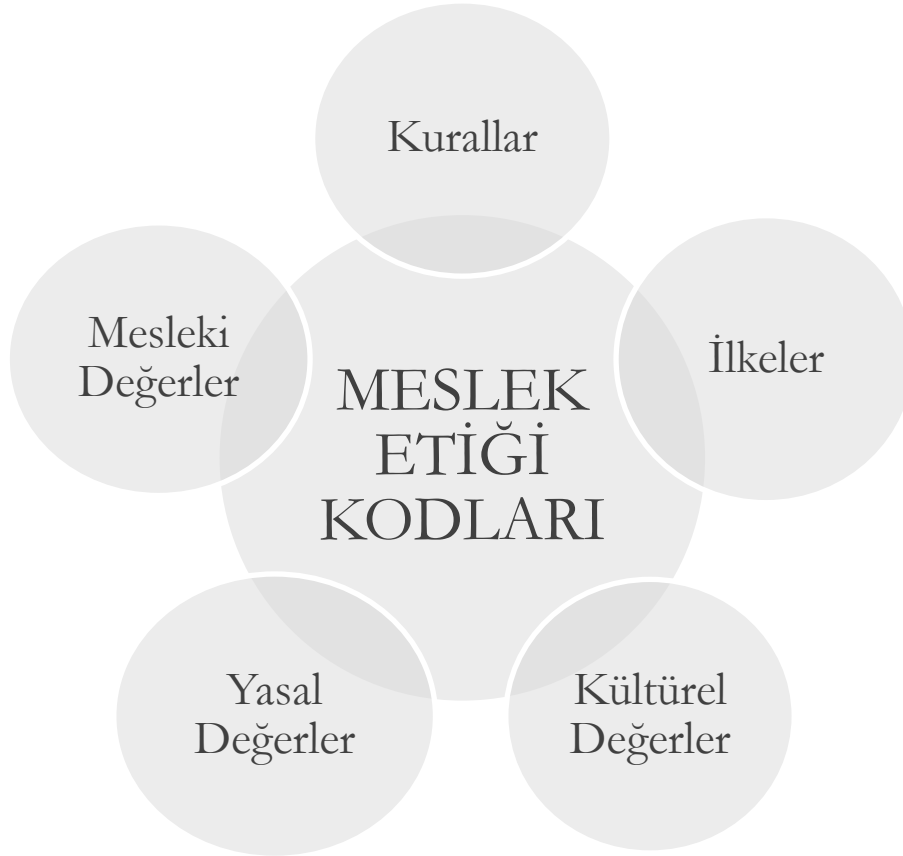 Kurallar
Mesleki
Değerler
İlkeler
MESLEK
ETİĞİ
KODLARI
Yasal
Değerler
Kültürel
Değerler